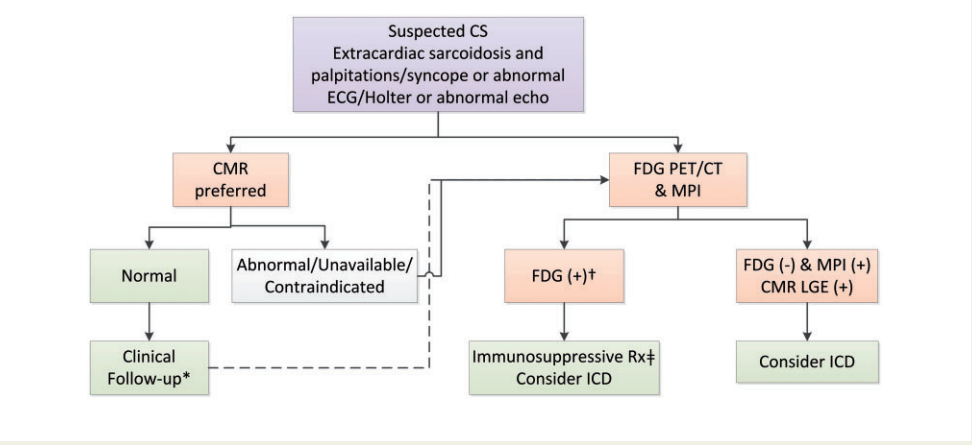 Suspected CS
Extracardiac sarcoidosis and
palpitations/syncope or abnormal
ECG/Holter or abnormal echo
CMR
preferred
FDG PET/CT
& MPI
Normal
Abnormal/Unavailable/
Contraindicated
FDG (+)†
FDG (-) & MPI (+)
CMR LGE (+)
Clinical
Follow-up*
Immunosuppressive Rx‡
Consider ICD
Consider ICD